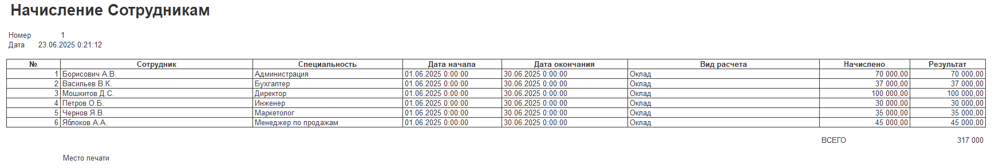 Начисление Сотрудникам
Номер 1
Дата 23.06.2025 0:21:12
№ Сотрудник Специальность Дата начала Дата окончания Вид расчета Начислено Результат
1 Борисович А.В. Администрация 01.06.2025 0:00:00 30.06.2025 0:00:00 Оклад 70 000,00 70 000,00
2 Васильев В.К. Бухгалтер 01.06.2025 0:00:00 30.06.2025 0:00:00 Оклад 37 000,00 37 000,00
3 Мошкитов Д.С. Директор 01.06.2025 0:00:00 30.06.2025 0:00:00 Оклад 100 000,00 100 000,00
4 Петров О.Б. Инженер 01.06.2025 0:00:00 30.06.2025 0:00:00 Оклад 30 000,00 30 000,00
5 Чернов Я.В. Маркетолог 01.06.2025 0:00:00 30.06.2025 0:00:00 Оклад 35 000,00 35 000,00
6 Яблоков А.А. Менеджер по продажам 01.06.2025 0:00:00 30.06.2025 0:00:00 Оклад 45 000,00 45 000,00
ВСЕГО 317 000
Место печати